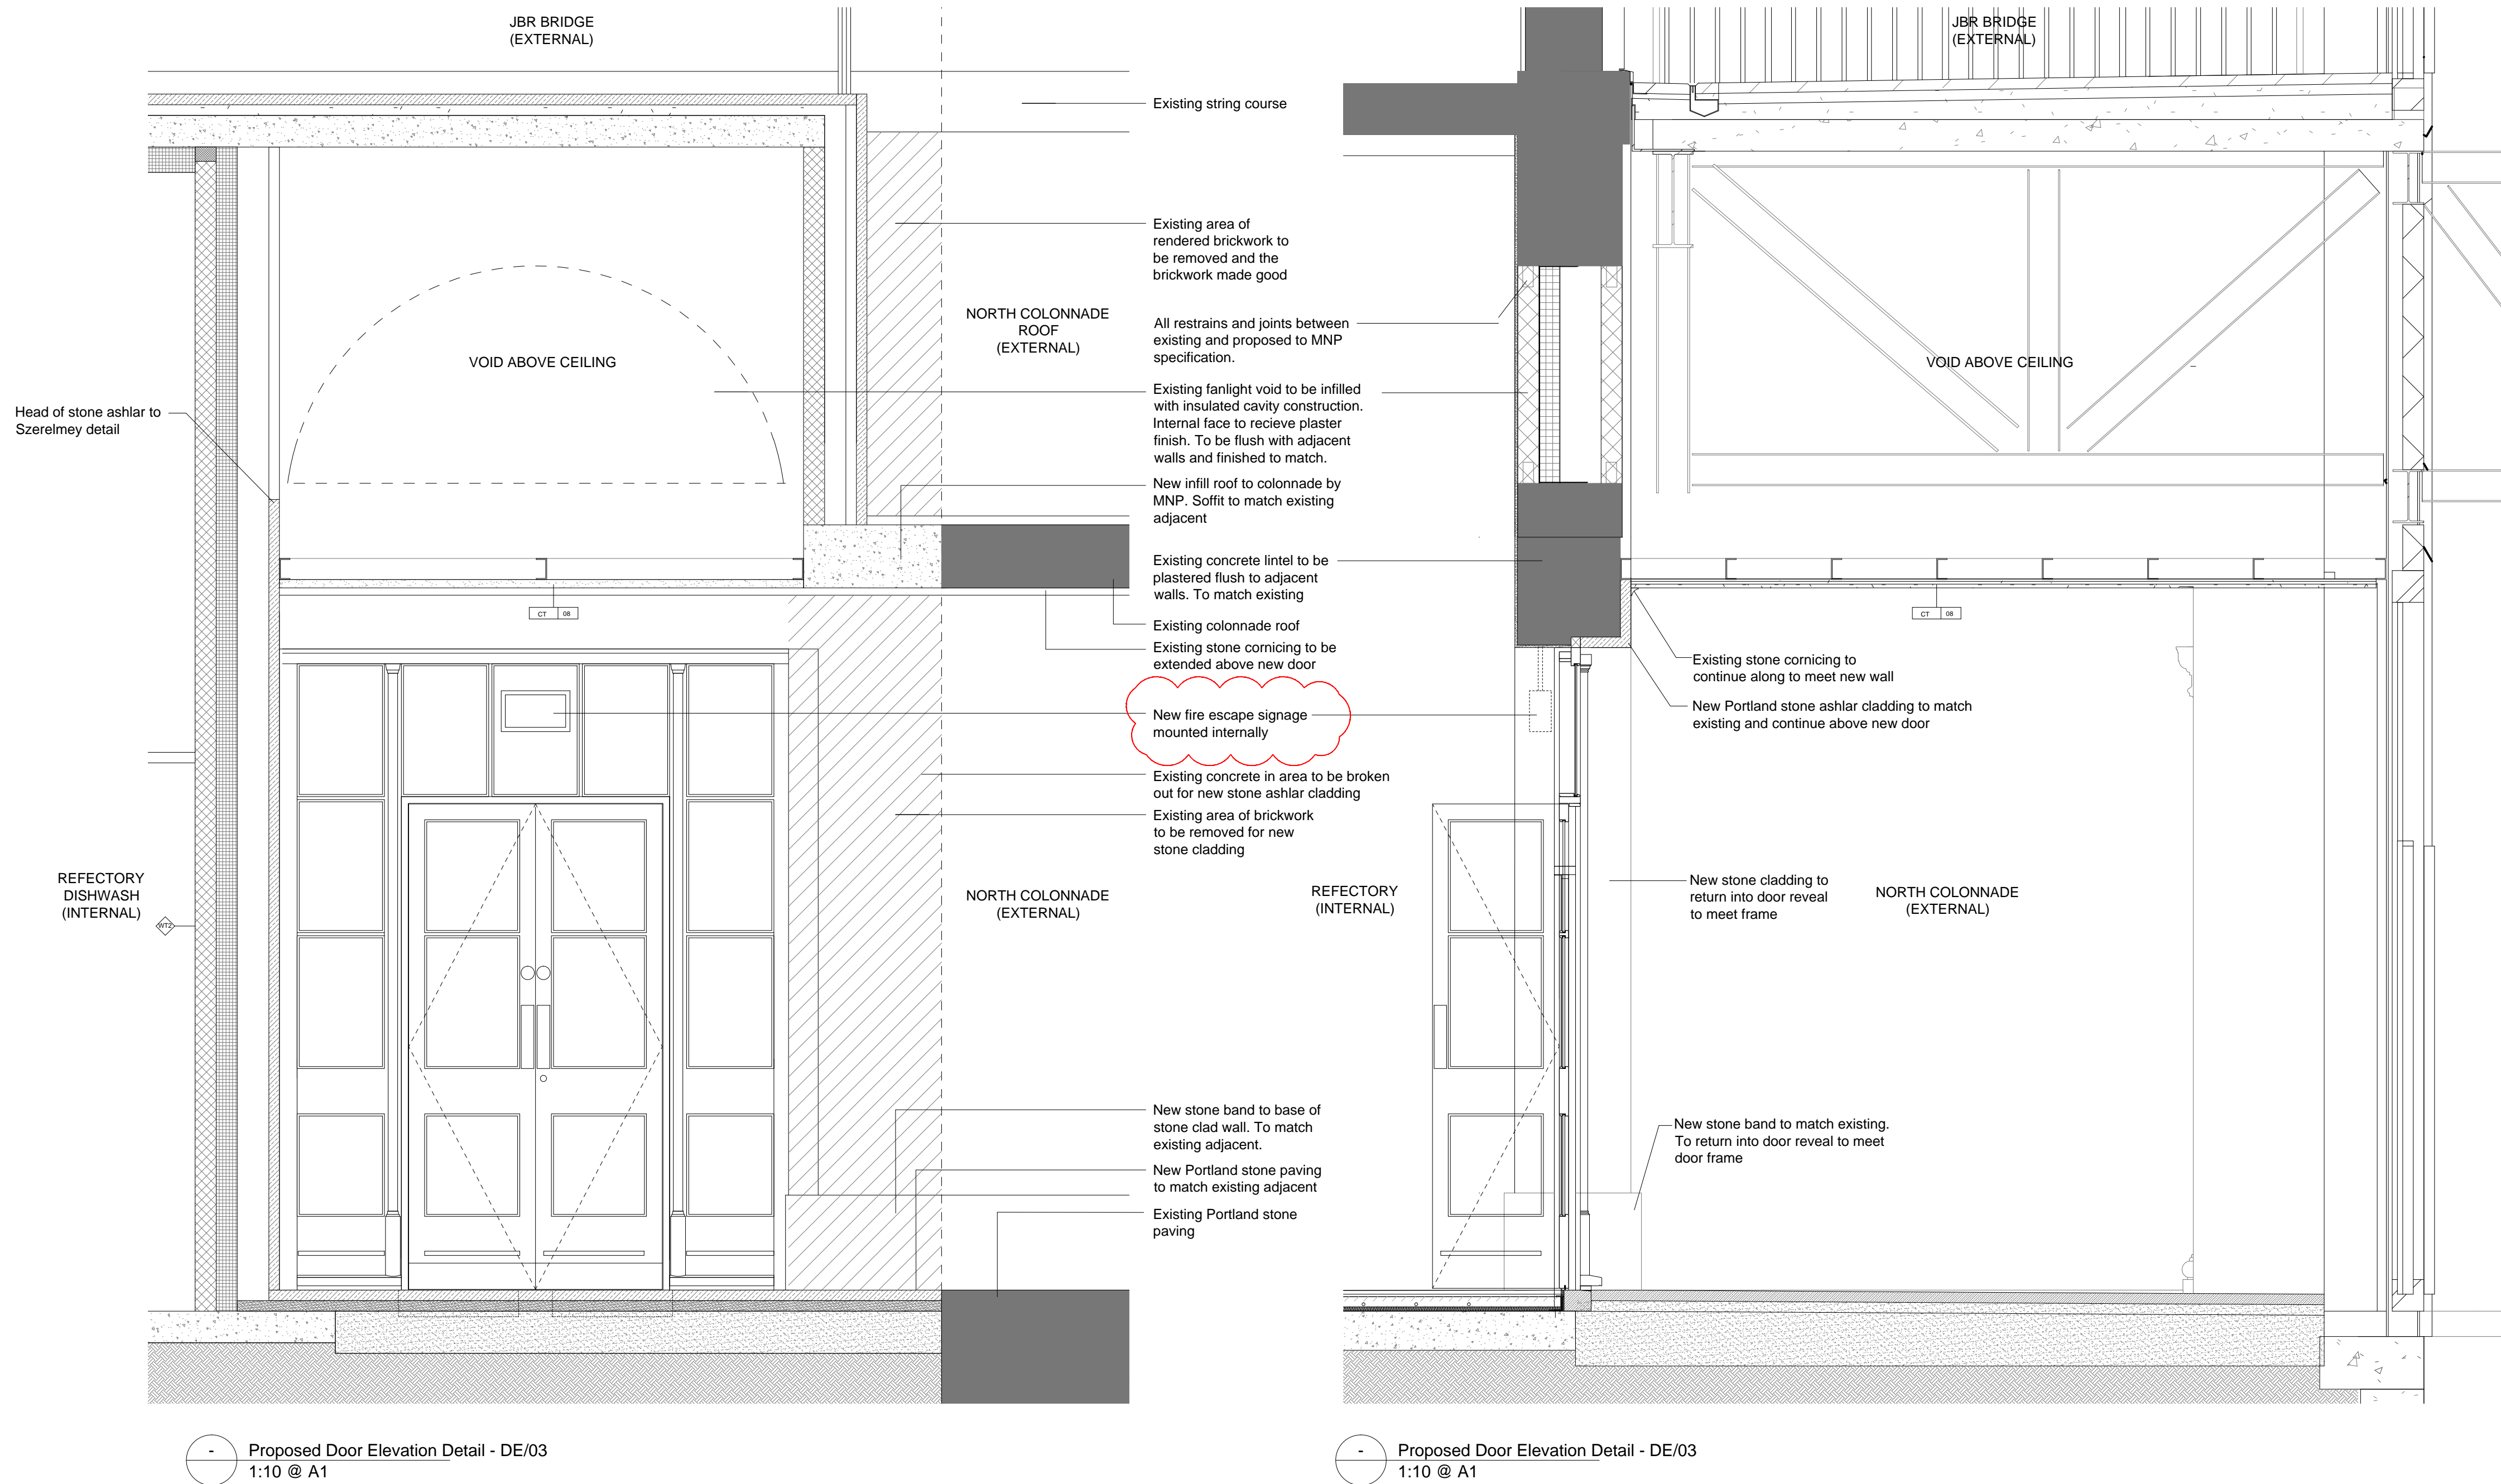 JBR BRIDGE
(EXTERNAL)
JBR BRIDGE
(EXTERNAL)
Existing string course
Existing area of
rendered brickwork to
be removed and the
brickwork made good
NORTH COLONNADE
ROOF
(EXTERNAL)
All restrains and joints between
existing and proposed to MNP
specification.
VOID ABOVE CEILING
VOID ABOVE CEILING
Existing fanlight void to be infilled
with insulated cavity construction.
Internal face to recieve plaster
finish. To be flush with adjacent
walls and finished to match.
Head of stone ashlar to
Szerelmey detail
New infill roof to colonnade by
MNP. Soffit to match existing
adjacent
Existing concrete lintel to be
plastered flush to adjacent
walls. To match existing
CT 08
CT 08
Existing colonnade roof
Existing stone cornicing to be
extended above new door
Existing stone cornicing to
continue along to meet new wall
New fire escape signage
mounted internally
New Portland stone ashlar cladding to match
existing and continue above new door
Existing concrete in area to be broken
out for new stone ashlar cladding
Existing area of brickwork
to be removed for new
stone cladding
REFECTORY
DISHWASH
(INTERNAL)
WT2
NORTH COLONNADE
(EXTERNAL)
REFECTORY
(INTERNAL)
New stone cladding to
return into door reveal
to meet frame
NORTH COLONNADE
(EXTERNAL)
New stone band to base of
stone clad wall. To match
existing adjacent.
New stone band to match existing.
To return into door reveal to meet
door frame
New Portland stone paving
to match existing adjacent
Existing Portland stone
paving
- Proposed Door Elevation Detail - DE/03
1:10 @ A1
- Proposed Door Elevation Detail - DE/03
1:10 @ A1